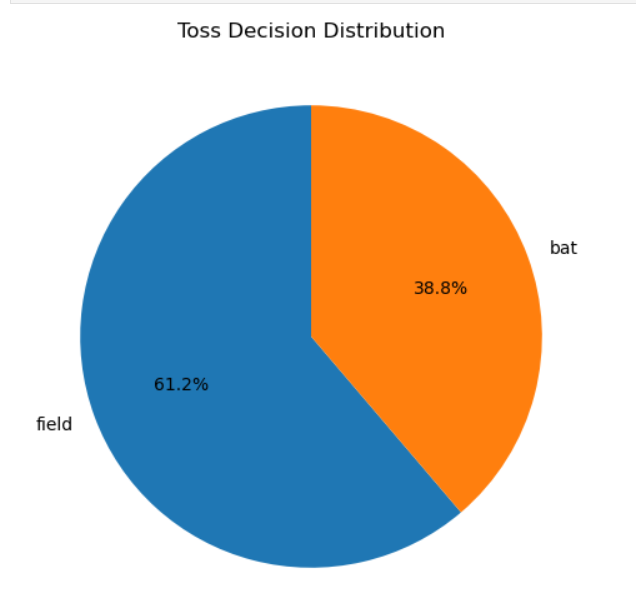 Toss Decision Distribution
bat
38.8%
61.2%
field